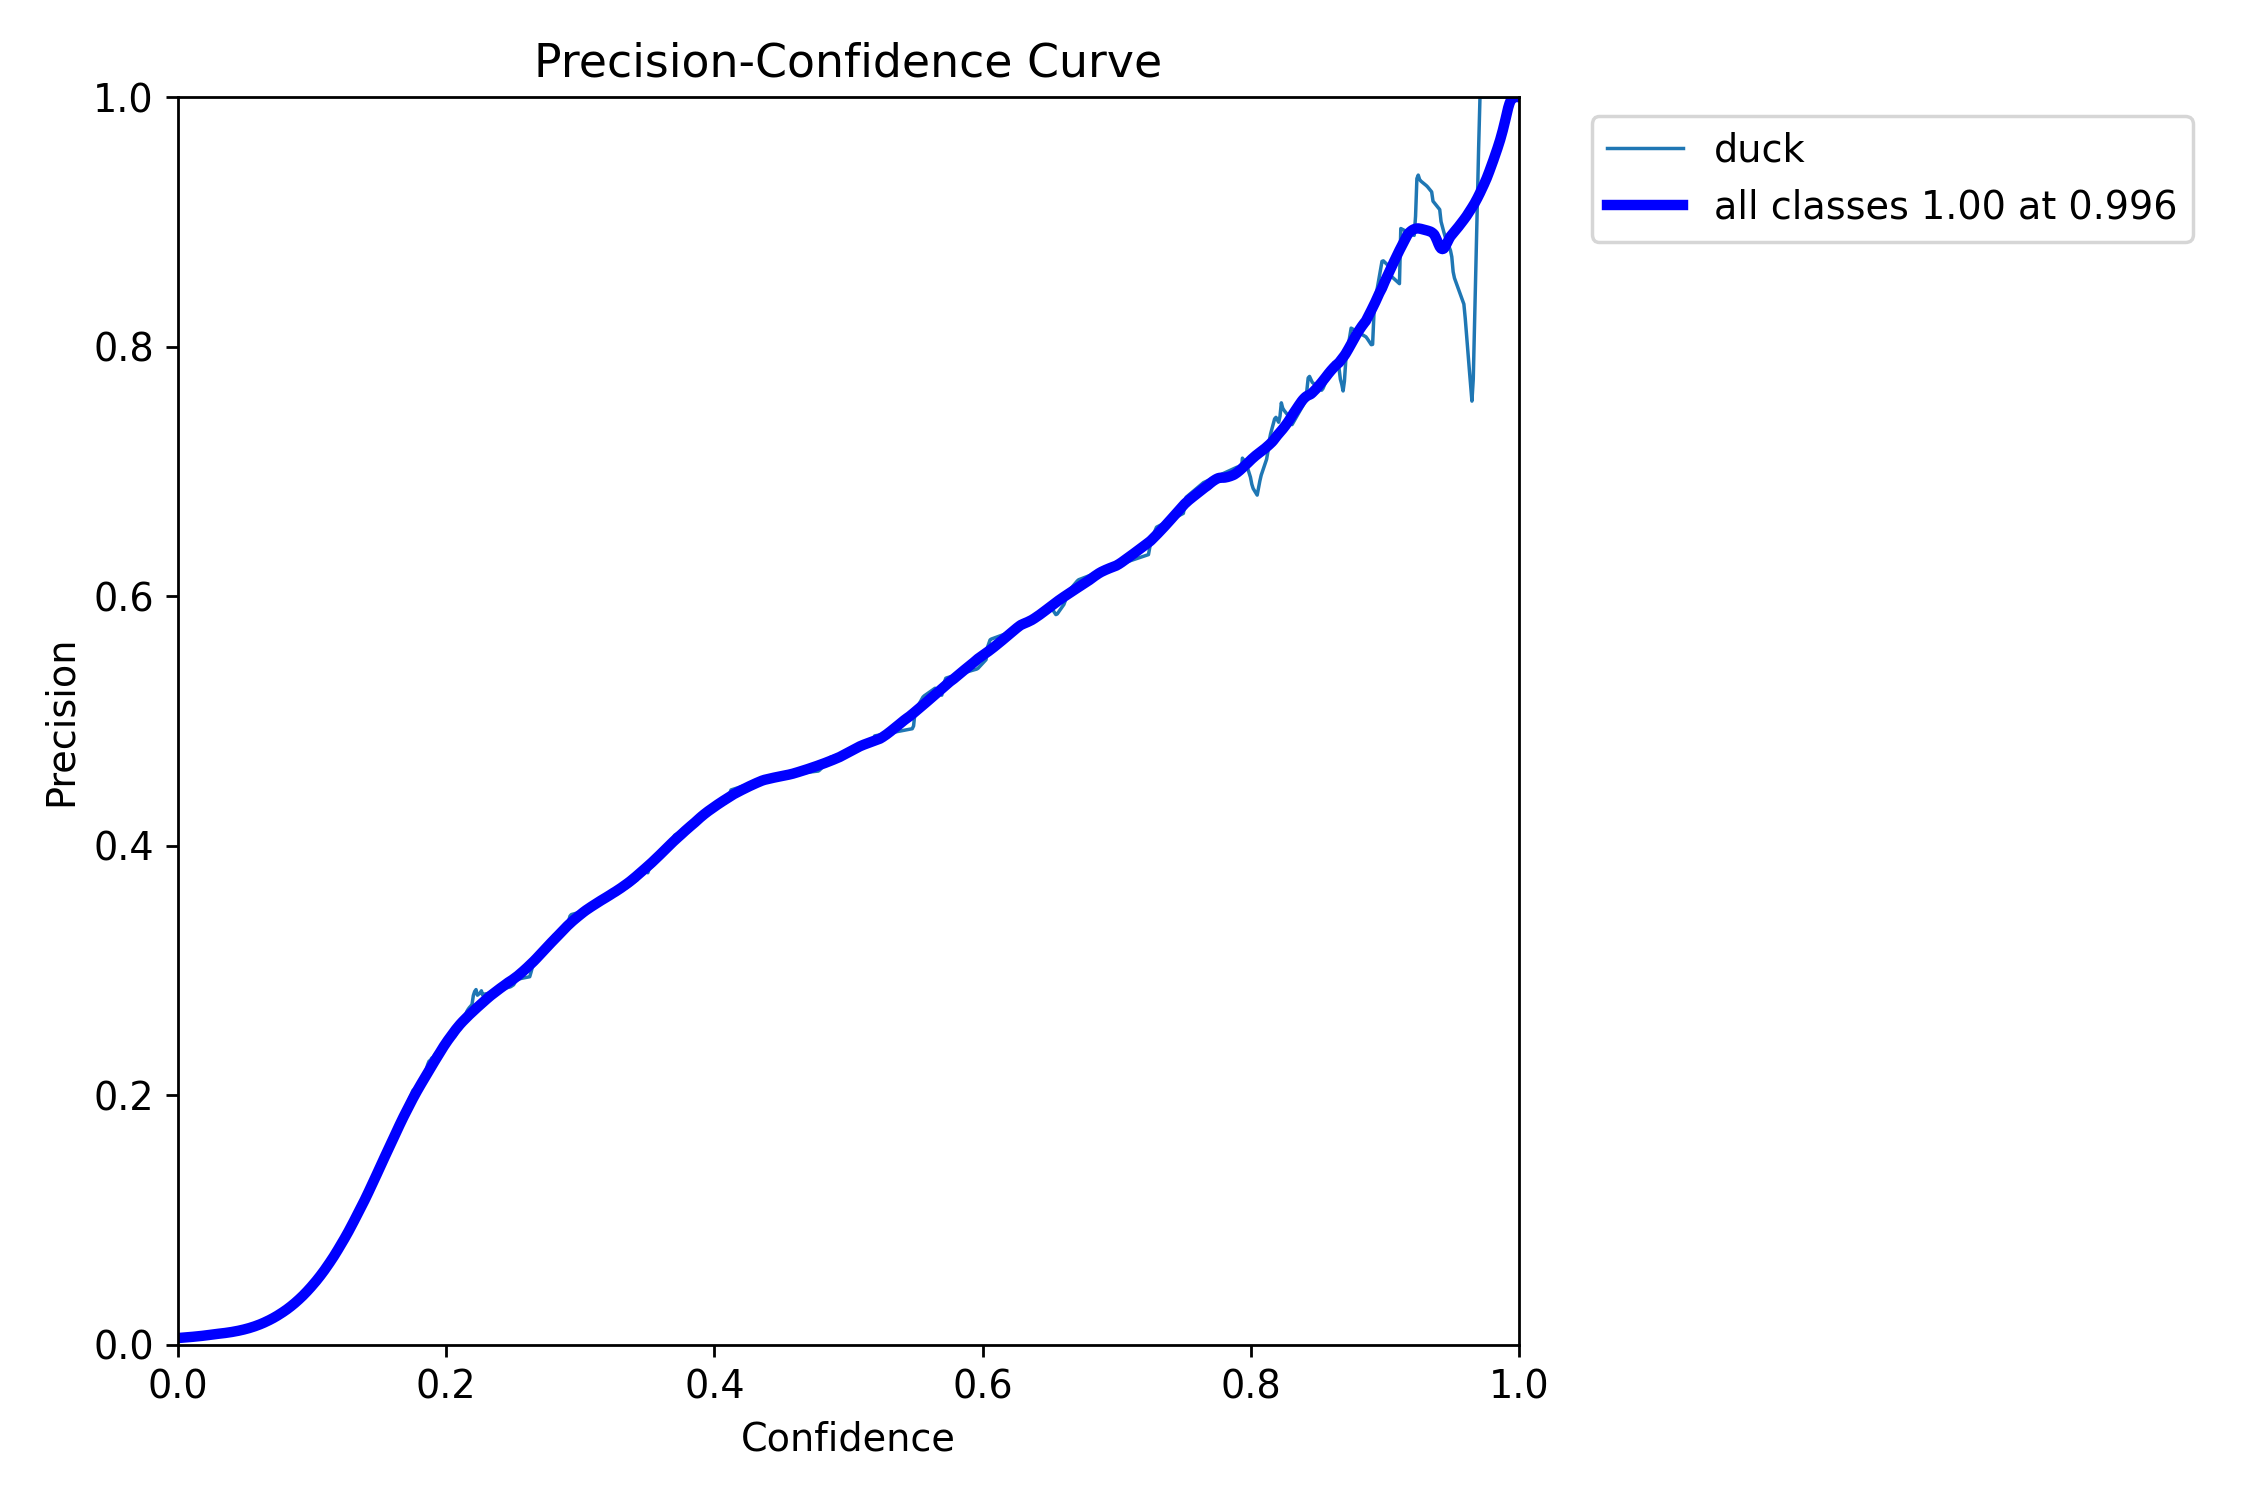 Precision-Confidence Curve
1.0
0.8
0.6
0.4
0.2
0.0
Precision
0.0 0.2 0.4 0.6 0.8 1.0
Confidence
duck
all classes 1.00 at 0.996